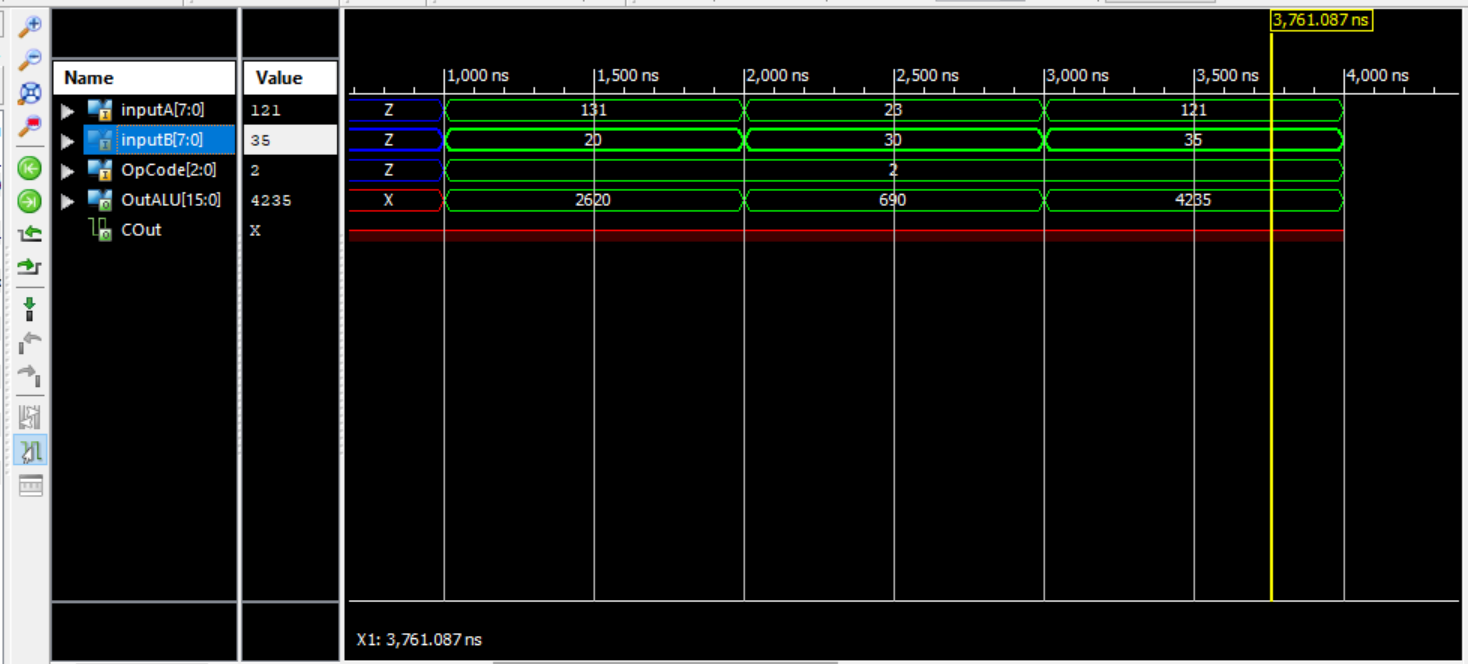 3,761.087 ns
Name Value 1,000 ns 1,500 ns 2,000 ns 2,500 ns 3,000 ns 3,500 ns 4,000 ns
inputA[7:0] 121 Z 131 23 121
inputB[7:0] 35 Z 20 30 35
OpCode[2:0] 2 Z 2
OutALU[15:0] 4235 X 2620 690 4235
COut X
X1: 3,761.087 ns